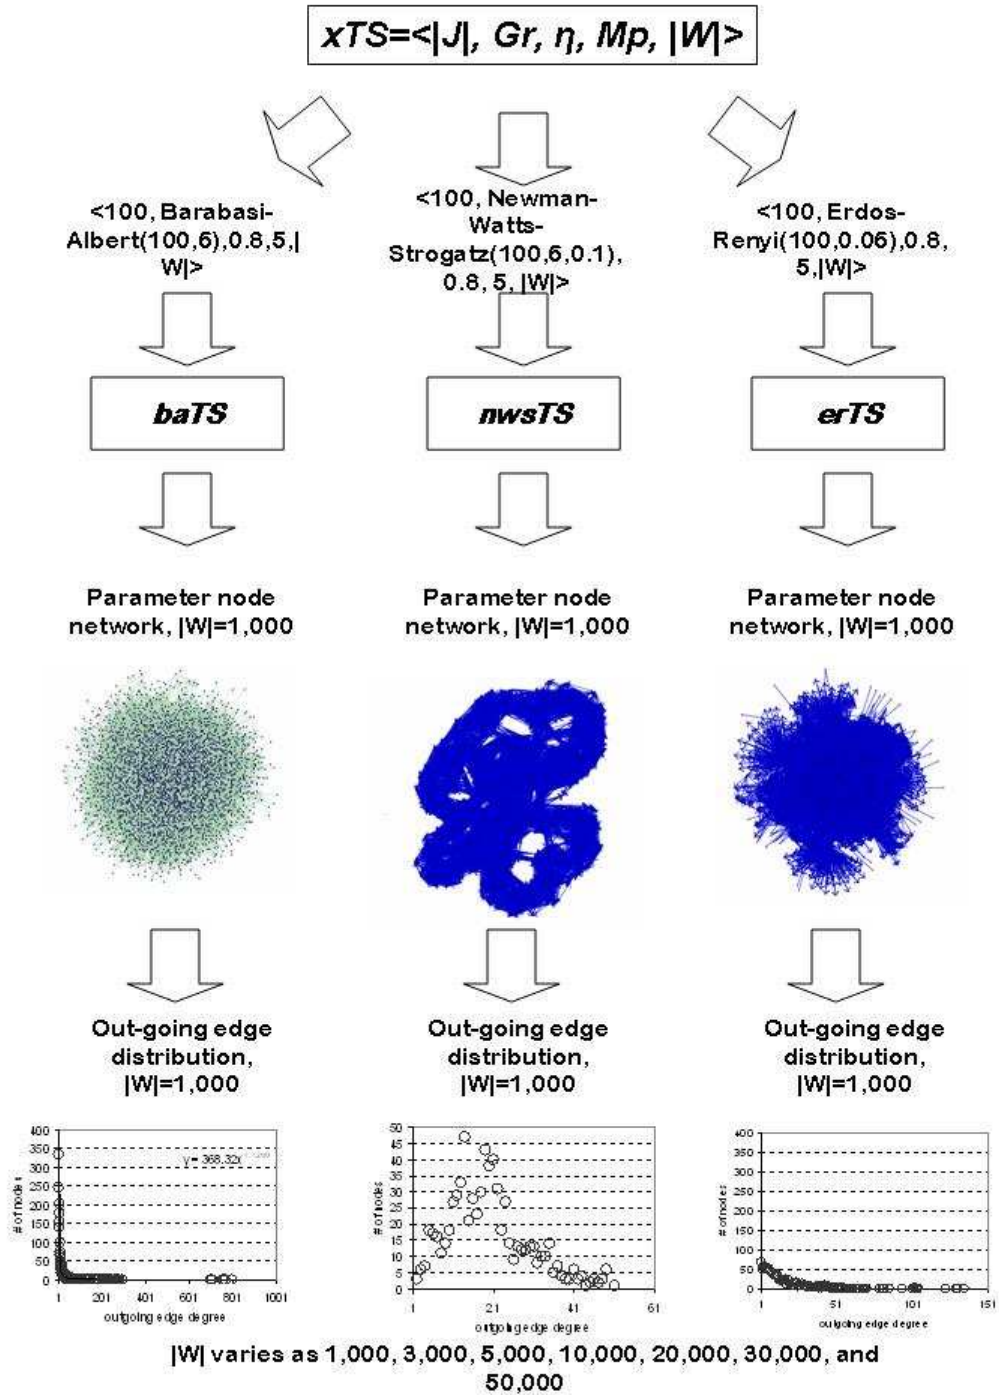 xTS=<|J|, Gr, η, Mp, |W|>
<100, Barabasi-
Albert(100,6),0.8,5,|
W|>
<100, Newman-
Watts-
Strogatz(100,6,0.1),
0.8, 5, |W|>
<100, Erdos-
Renyi(100,0.06),0.8,
5,|W|>
baTS
nwsTS
erTS
Parameter node
network, |W|=1,000
Parameter node
network, |W|=1,000
Parameter node
network, |W|=1,000
Out-going edge
distribution,
|W|=1,000
Out-going edge
distribution,
|W|=1,000
Out-going edge
distribution,
|W|=1,000
400
350
300
250
200
150
100
50
0
# of nodes
y = 368.32x
1 201 401 601 801 1001
outgoing edge degree
50
45
40
35
30
25
20
15
10
5
0
# of nodes
1 21 41 61
outgoing edge degree
400
350
300
250
200
150
100
50
0
# of nodes
1 51 101 151
outgoing edge degree
|W| varies as 1,000, 3,000, 5,000, 10,000, 20,000, 30,000, and
50,000